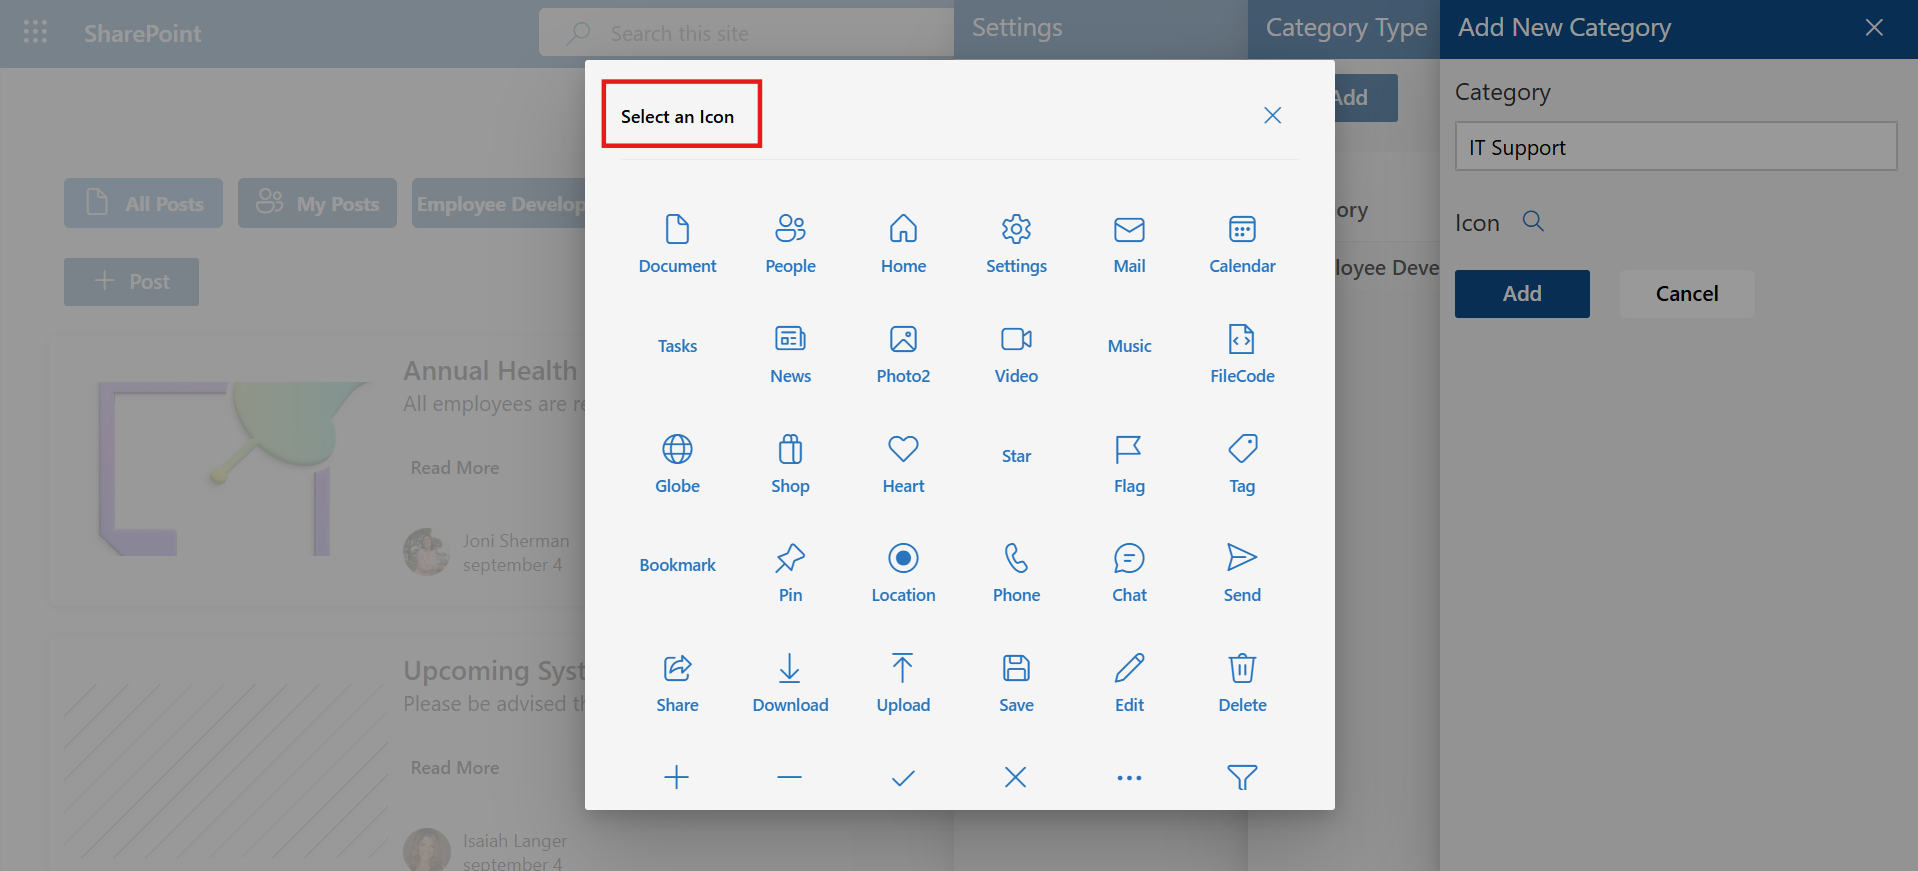 SharePoint
Search this site
Settings
Category Type
Add New Category
Select an Icon
Add
Category
IT Support
Icon
Add
Cancel
All Posts
My Posts
Employee Develop
Post
ory
loyee Deve
Document
People
Home
Settings
Mail
Calendar
Tasks
News
Photo2
Video
Music
FileCode
Globe
Shop
Heart
Star
Flag
Tag
Bookmark
Pin
Location
Phone
Chat
Send
Share
Download
Upload
Save
Edit
Delete
Annual Health
All employees are re
Read More
Joni Sherman
september 4
Upcoming Syst
Please be advised th
Read More
Isaiah Langer
september 4